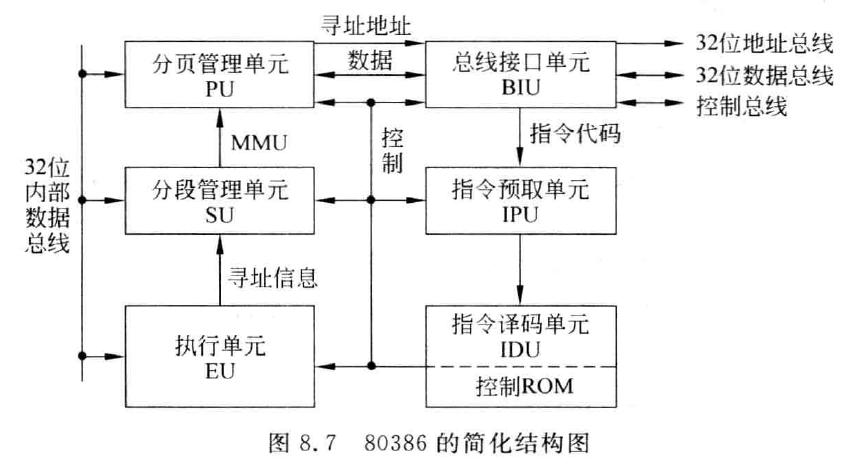 寻址地址
分页管理单元
PU
数据
总线接口单元
BIU
32位地址总线
32位数据总线
控制总线
MMU
控
制
指令代码
32位
内部
数据
总线
分段管理单元
SU
指令预取单元
IPU
寻址信息
执行单元
EU
指令译码单元
IDU
控制ROM
图 8.7 80386 的简化结构图